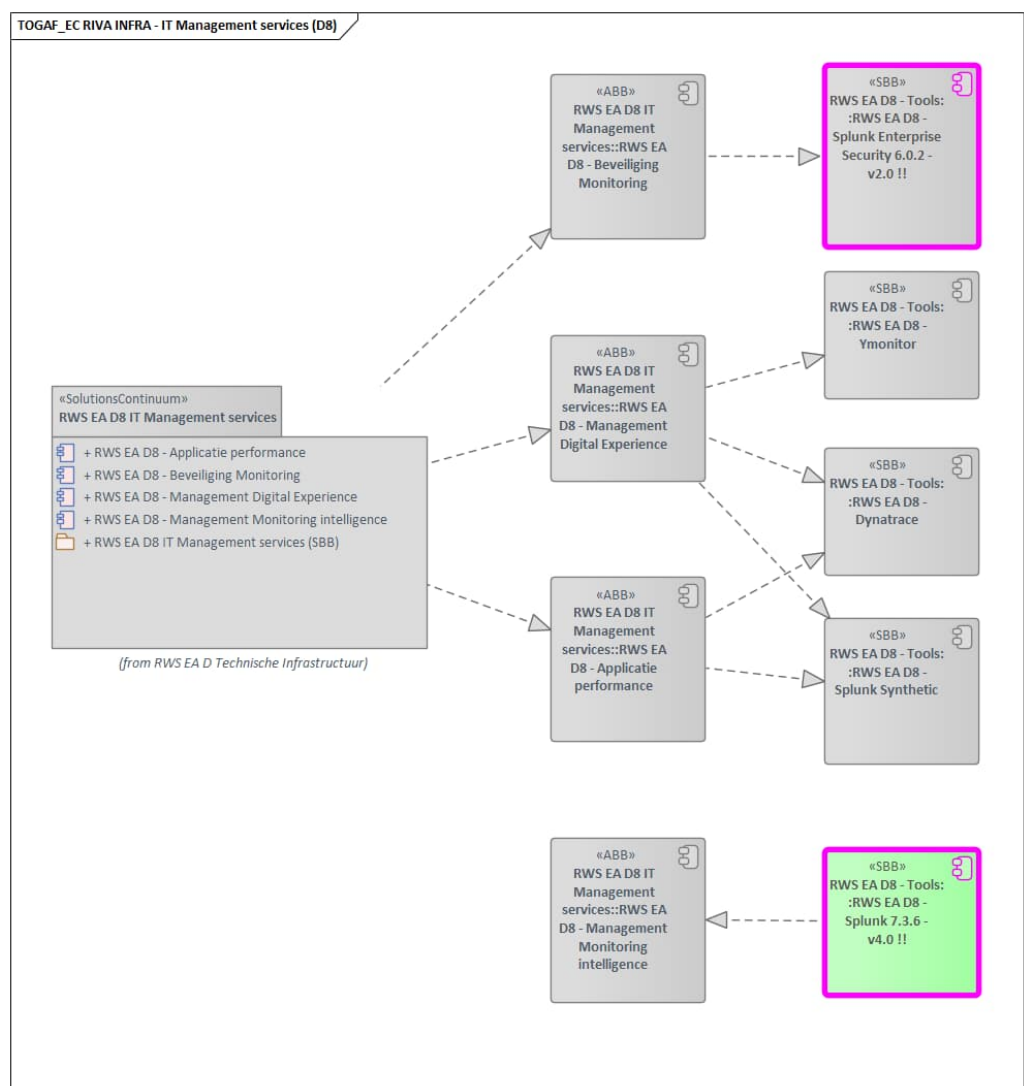 TOGAF_EC RIVA INFRA - IT Management services (D8)
«ABB»
RWS EA D8 IT
Management
services::RWS EA
D8 - Beveiliging
Monitoring
«SBB»
RWS EA D8 - Tools:
:RWS EA D8 -
Splunk Enterprise
Security 6.0.2 -
v2.0 !!
«SBB»
RWS EA D8 - Tools:
:RWS EA D8 -
Ymonitor
«ABB»
RWS EA D8 IT
Management
services::RWS EA
D8 - Management
Digital Experience
«SolutionsContinuum»
RWS EA D8 IT Management services
+ RWS EA D8 - Applicatie performance
+ RWS EA D8 - Beveiliging Monitoring
+ RWS EA D8 - Management Digital Experience
+ RWS EA D8 - Management Monitoring intelligence
+ RWS EA D8 IT Management services (SBB)
(from RWS EA D Technische Infrastructuur)
«SBB»
RWS EA D8 - Tools:
:RWS EA D8 -
Dynatrace
«ABB»
RWS EA D8 IT
Management
services::RWS EA
D8 - Applicatie
performance
«SBB»
RWS EA D8 - Tools:
:RWS EA D8 -
Splunk Synthetic
«ABB»
RWS EA D8 IT
Management
services::RWS EA
D8 - Management
Monitoring
intelligence
«SBB»
RWS EA D8 - Tools:
:RWS EA D8 -
Splunk 7.3.6 -
v4.0 !!